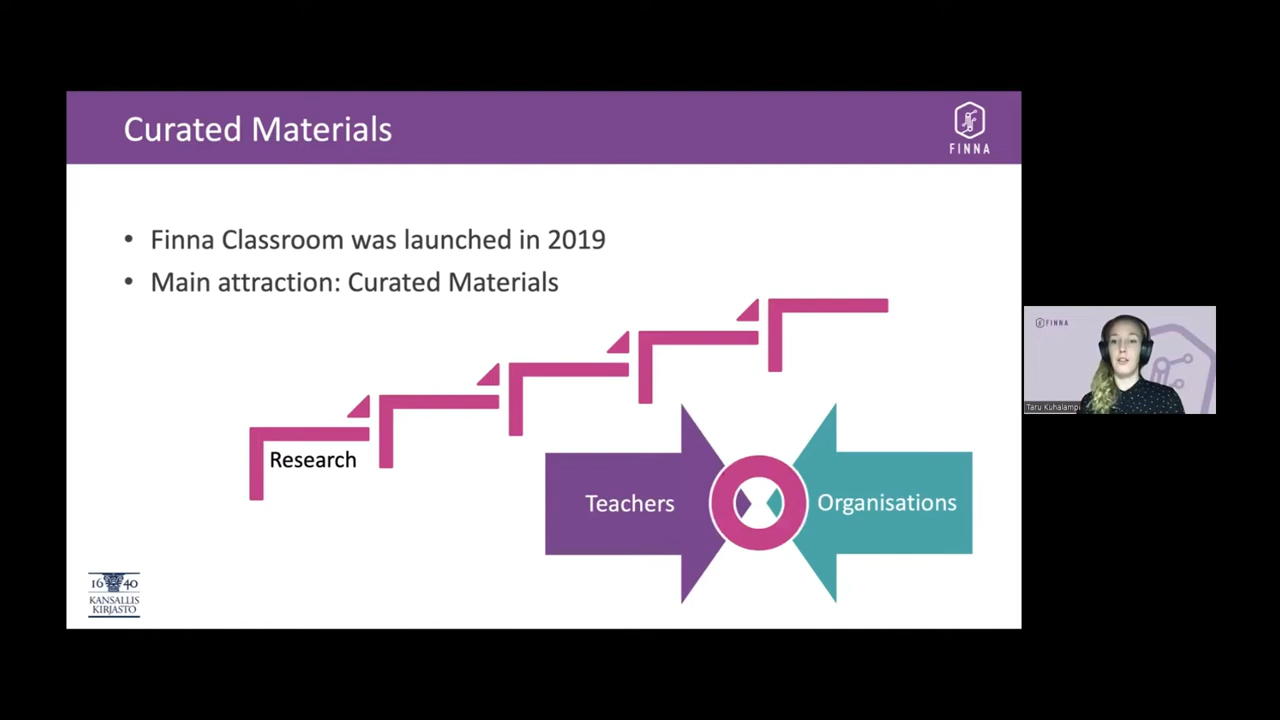 Curated Materials
FINNA
• Finna Classroom was launched in 2019
• Main attraction: Curated Materials
Research
Teachers
Organisations
1640
KANSALLIS
KIRJASTO
FINNA
Taru Kuhalampi